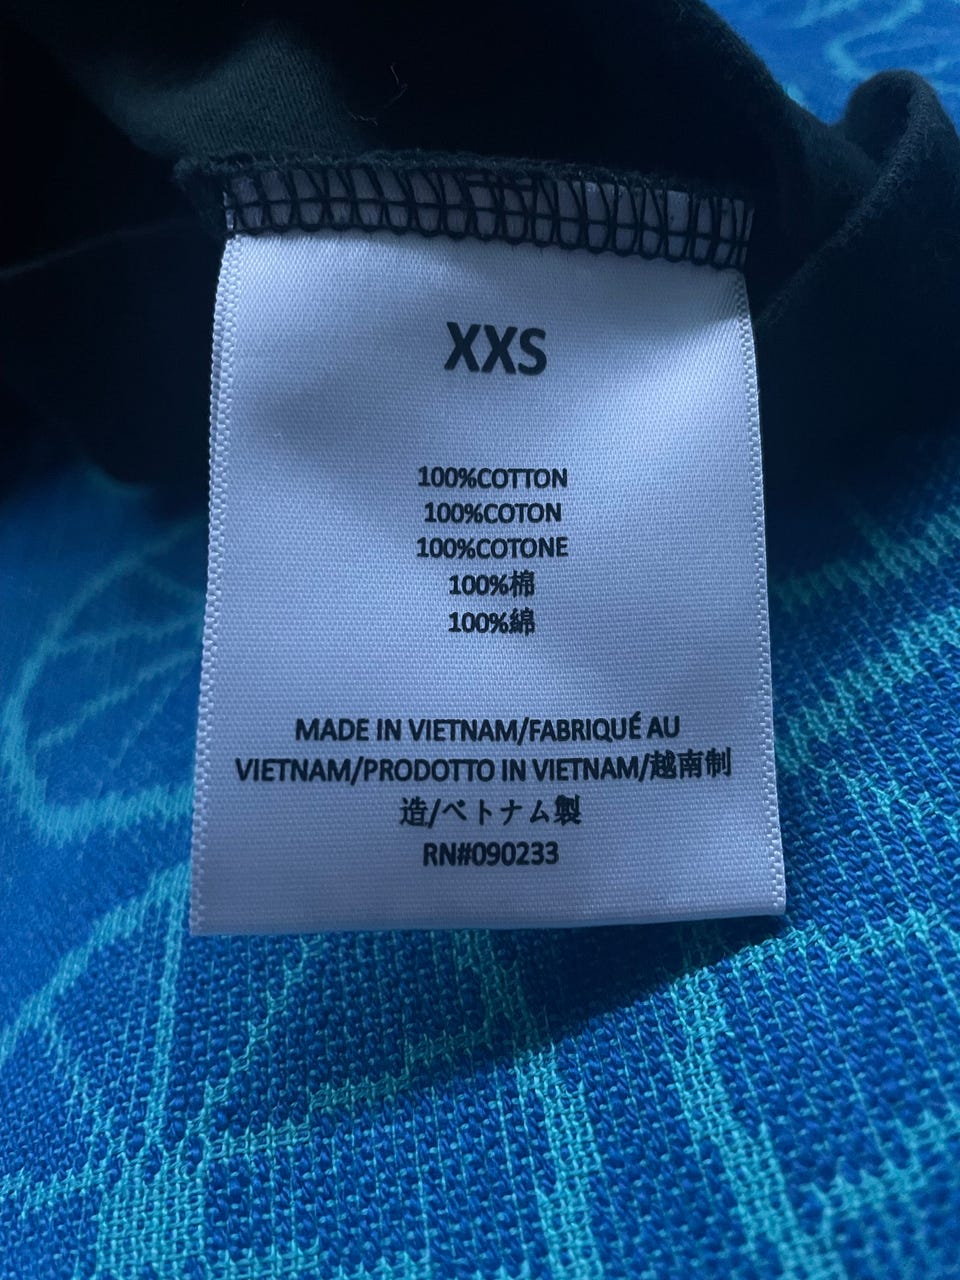 XXS
100%COTTON
100%COTON
100%COTONE
100%棉
100%綿
MADE IN VIETNAM/FABRIQUÉ AU
VIETNAM/PRODOTTO IN VIETNAM/越南制
造/ベトナム製
RN#090233